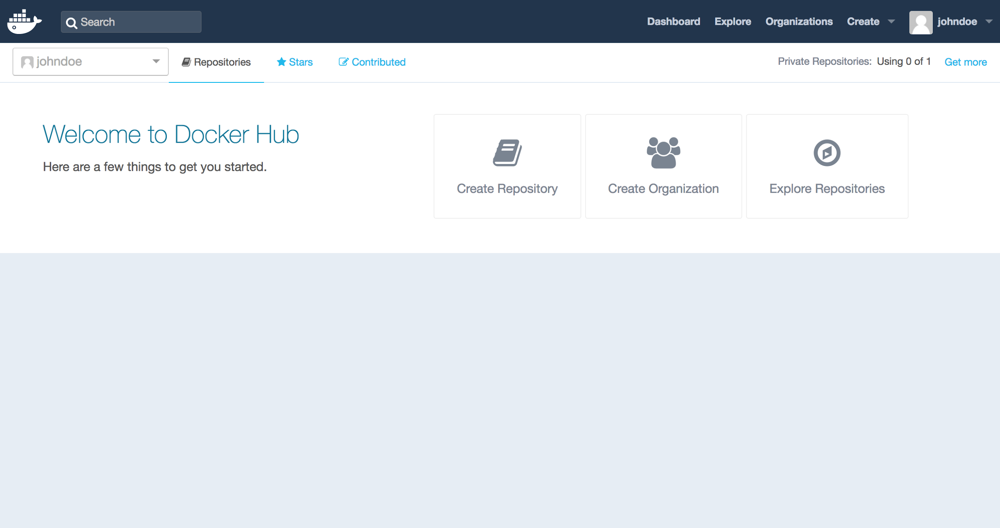 Search
Dashboard Explore Organizations Create johndoe
johndoe Repositories Stars Contributed Private Repositories: Using 0 of 1 Get more
Welcome to Docker Hub
Here are a few things to get you started.
Create Repository Create Organization Explore Repositories